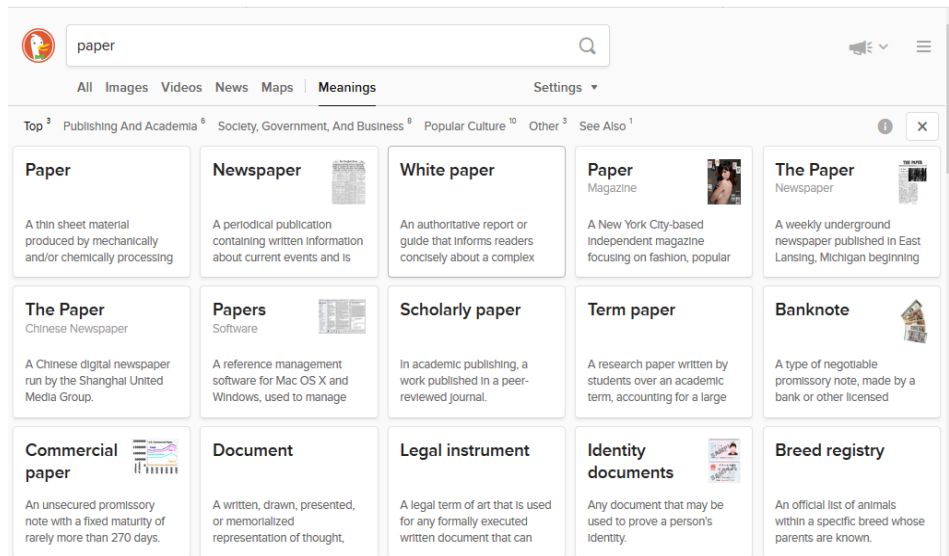 paper
All Images Videos News Maps Meanings Settings
Top 3 Publishing And Academia 6 Society, Government, And Business 8 Popular Culture 10 Other 3 See Also 1
Paper
A thin sheet material
produced by mechanically
and/or chemically processing
Newspaper
A periodical publication
containing written information
about current events and is
White paper
An authoritative report or
guide that informs readers
concisely about a complex
Paper
Magazine
A New York City-based
independent magazine
focusing on fashion, popular
The Paper
Newspaper
THE PAPER
A weekly underground
newspaper published in East
Lansing, Michigan beginning
The Paper
Chinese Newspaper
A Chinese digital newspaper
run by the Shanghai United
Media Group.
Papers
Software
A reference management
software for Mac OS X and
Windows, used to manage
Scholarly paper
In academic publishing, a
work published in a peer-
reviewed journal.
Term paper
A research paper written by
students over an academic
term, accounting for a large
Banknote
A type of negotiable
promissory note, made by a
bank or other licensed
Commercial
paper
An unsecured promissory
note with a fixed maturity of
rarely more than 270 days.
Document
A written, drawn, presented,
or memorialized
representation of thought,
Legal instrument
A legal term of art that is used
for any formally executed
written document that can
Identity
documents
Any document that may be
used to prove a person's
identity.
Breed registry
An official list of animals
within a specific breed whose
parents are known.